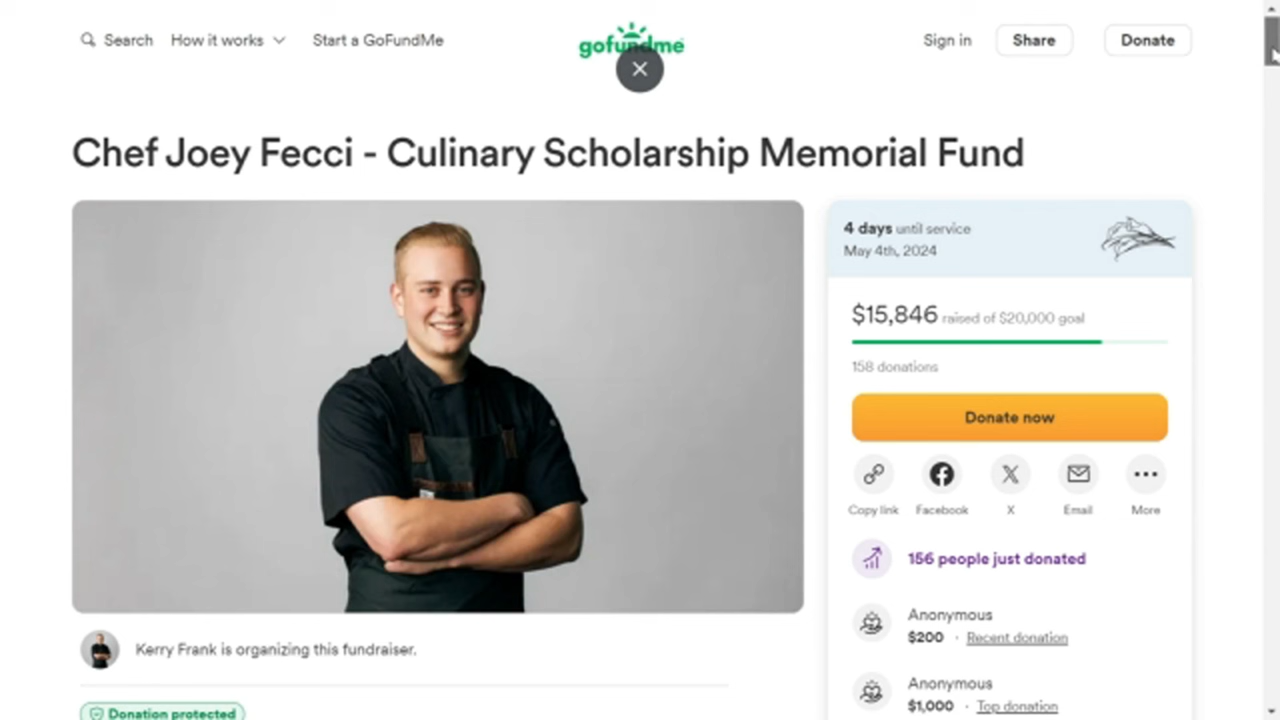 Search How it works Start a GoFundMe gofundme Sign in Share Donate
Chef Joey Fecci - Culinary Scholarship Memorial Fund
4 days until service
May 4th, 2024
$15,846 raised of $20,000 goal
158 donations
Donate now
Copy link Facebook X Email More
156 people just donated
Anonymous
$200 · Recent donation
Anonymous
$1,000 · Top donation
Kerry Frank is organizing this fundraiser.
Donation protected